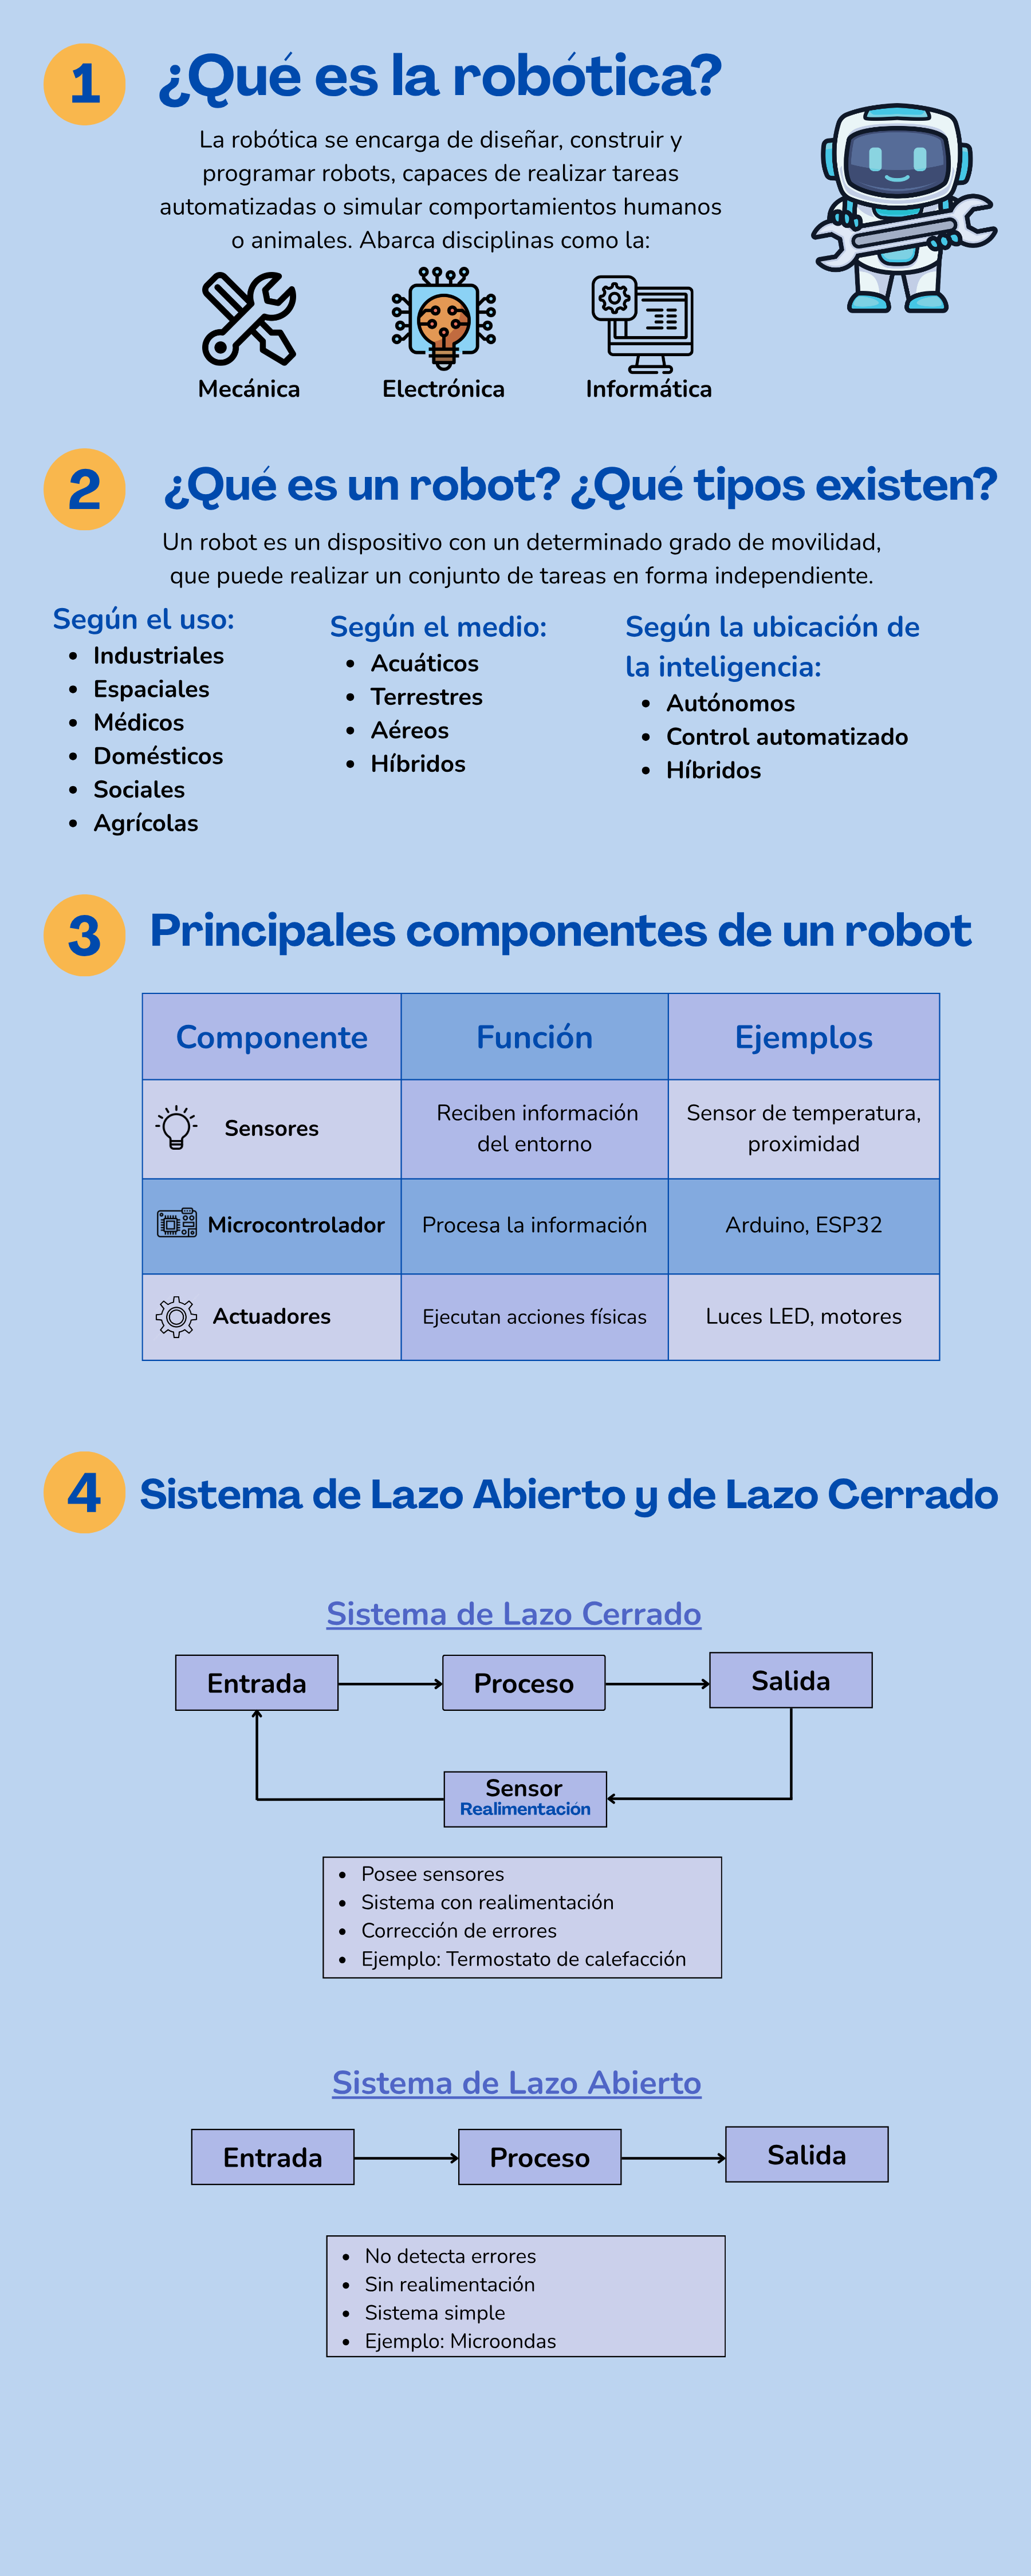 1
¿Qué es la robótica?
La robótica se encarga de diseñar, construir y
programar robots, capaces de realizar tareas
automatizadas o simular comportamientos humanos
o animales. Abarca disciplinas como la:
Mecánica
Electrónica
Informática
2
¿Qué es un robot? ¿Qué tipos existen?
Un robot es un dispositivo con un determinado grado de movilidad,
que puede realizar un conjunto de tareas en forma independiente.
Según el uso:
• Industriales
• Espaciales
• Médicos
• Domésticos
• Sociales
• Agrícolas
Según el medio:
• Acuáticos
• Terrestres
• Aéreos
• Híbridos
Según la ubicación de
la inteligencia:
• Autónomos
• Control automatizado
• Híbridos
3
Principales componentes de un robot
Componente
Función
Ejemplos
Sensores
Reciben información
del entorno
Sensor de temperatura,
proximidad
Microcontrolador
Procesa la información
Arduino, ESP32
Actuadores
Ejecutan acciones físicas
Luces LED, motores
4
Sistema de Lazo Abierto y de Lazo Cerrado
Sistema de Lazo Cerrado
Entrada
Proceso
Salida
Sensor
Realimentación
• Posee sensores
• Sistema con realimentación
• Corrección de errores
• Ejemplo: Termostato de calefacción
Sistema de Lazo Abierto
Entrada
Proceso
Salida
• No detecta errores
• Sin realimentación
• Sistema simple
• Ejemplo: Microondas